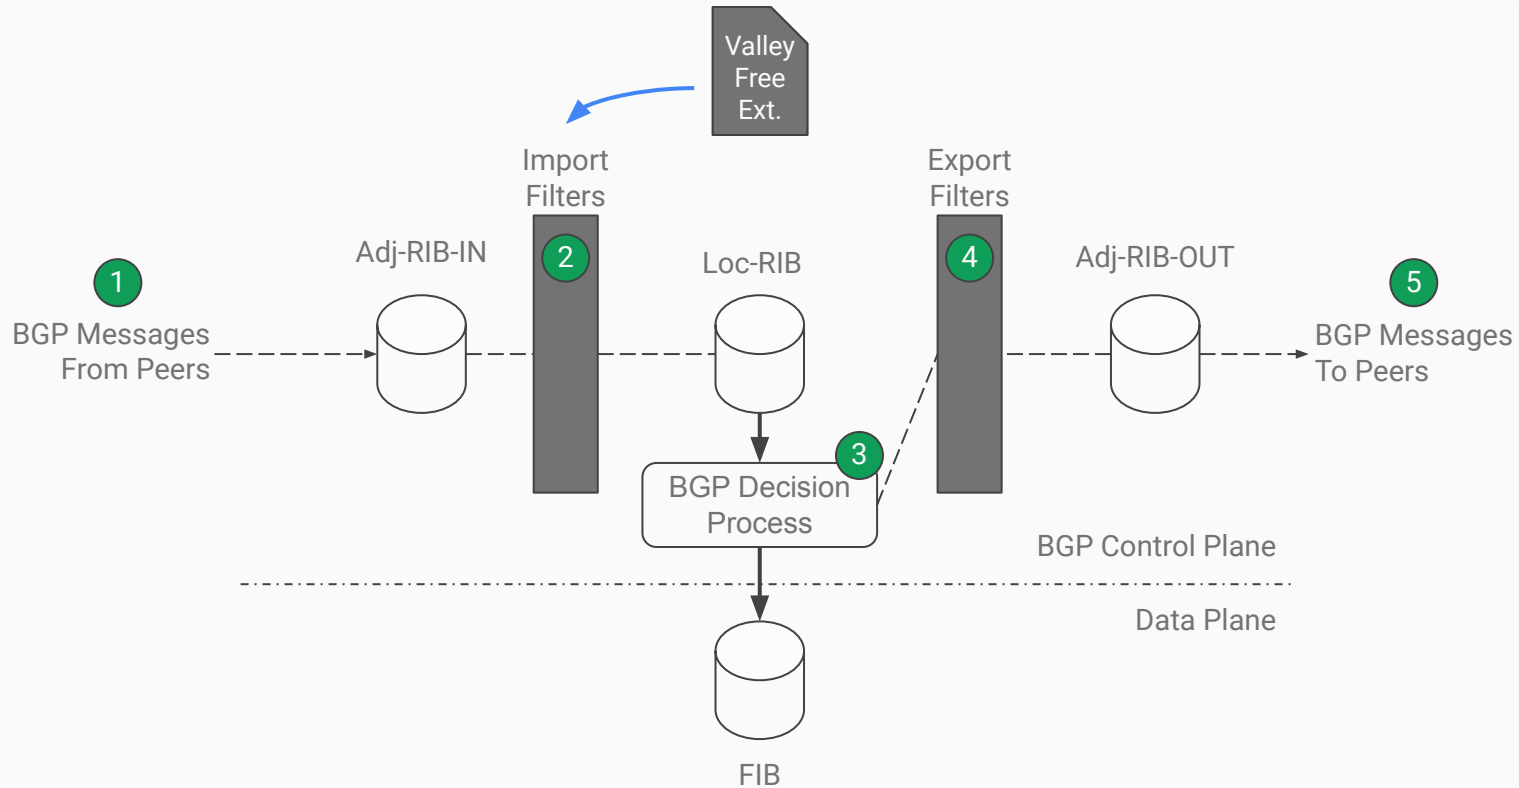 Valley
Free
Ext.
Import
Filters
Export
Filters
Adj-RIB-IN
2
Loc-RIB
4
Adj-RIB-OUT
1
5
BGP Messages
From Peers
BGP Messages
To Peers
3
BGP Decision
Process
BGP Control Plane
Data Plane
FIB